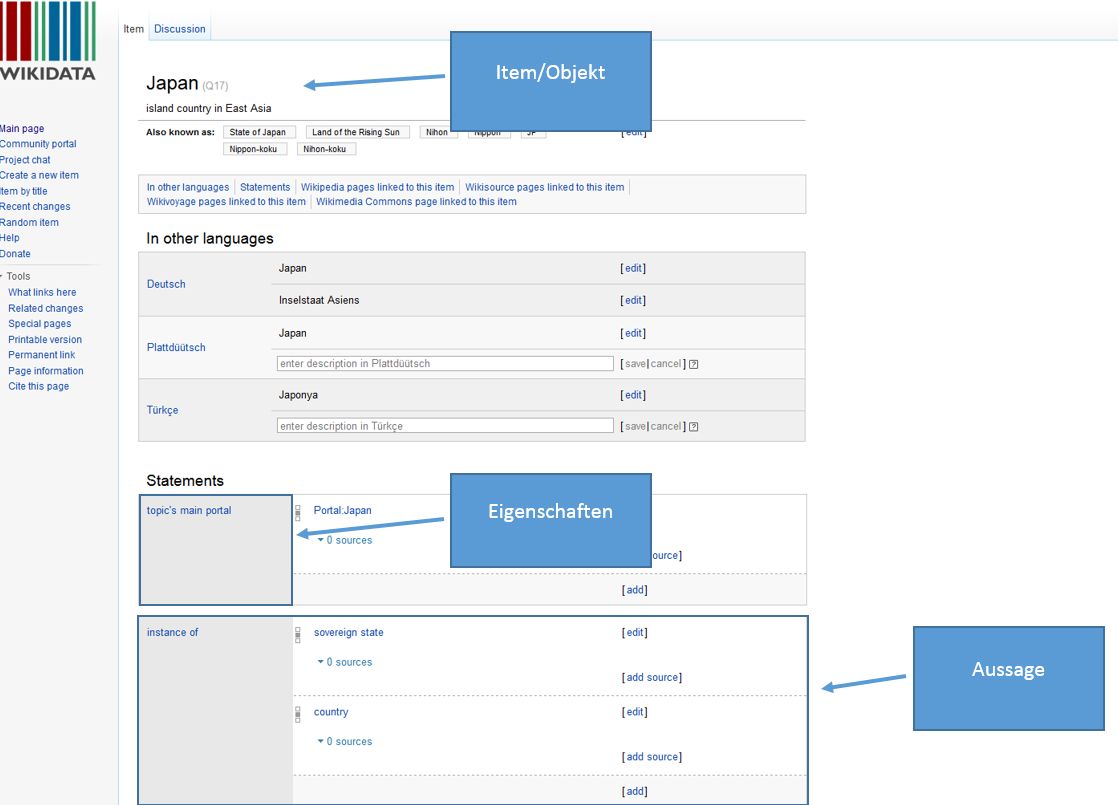 WIKIDATA
Main page
Community portal
Project chat
Create a new item
Item by title
Recent changes
Random item
Help
Donate
Tools
What links here
Related changes
Special pages
Printable version
Permanent link
Page information
Cite this page
Item Discussion
Item/Objekt
Japan (Q17)
island country in East Asia
Also known as: State of Japan Land of the Rising Sun Nihon Nippon JP [edit]
Nippon-koku Nihon-koku
In other languages Statements Wikipedia pages linked to this item Wikisource pages linked to this item
Wikivoyage pages linked to this item Wikimedia Commons page linked to this item
In other languages
Deutsch
Japan [edit]
Inselstaat Asiens [edit]
Plattdüütsch
Japan [edit]
enter description in Plattdüütsch [save|cancel] [?]
Türkçe
Japonya [edit]
enter description in Türkçe [save|cancel] [?]
Statements
topic's main portal Portal:Japan
Eigenschaften
0 sources
ource]
[add]
instance of sovereign state [edit]
0 sources
[add source]
Aussage
country [edit]
0 sources
[add source]
[add]